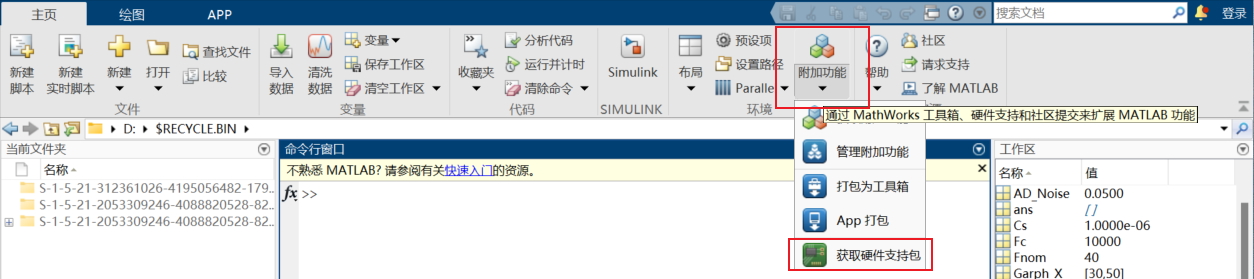 主页 绘图 APP 搜索文档 登录
新建脚本 新建实时脚本 新建 打开 查找文件 比较
导入数据 清洗数据 变量 保存工作区 清空工作区
收藏夹 分析代码 运行并计时 清除命令
Simulink 布局 预设项 设置路径 Parallel
附加功能 帮助 社区 请求支持 了解 MATLAB
文件 变量 代码 SIMULINK 环境
通过 MathWorks 工具箱、硬件支持和社区提交来扩展 MATLAB 功能
D: $RECYCLE.BIN
当前文件夹 命令行窗口 工作区
名称
S-1-5-21-312361026-4195056482-179...
S-1-5-21-2053309246-4088820528-82...
S-1-5-21-2053309246-4088820528-82...
不熟悉 MATLAB? 请参阅有关快速入门的资源。
fx >>
管理附加功能
打包为工具箱
App 打包
获取硬件支持包
名称 值
AD_Noise 0.0500
ans []
Cs 1.0000e-06
Fc 10000
Fnom 40
Garph_X [30,50]